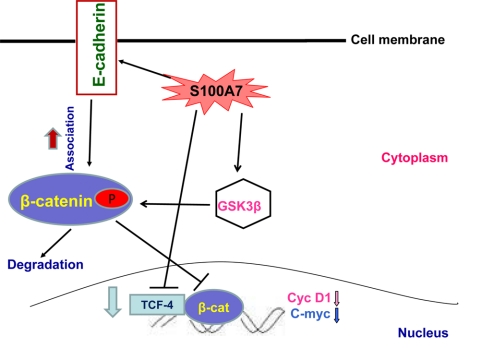 E-cadherin
Cell membrane
S100A7
Association
Cytoplasm
β-catenin
P
GSK3β
Degradation
TCF-4
β-cat
Cyc D1
C-myc
Nucleus